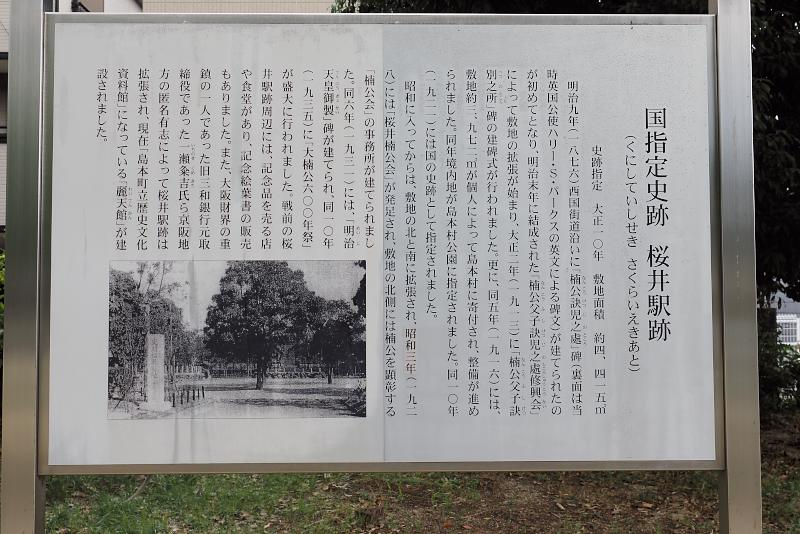 国指定史跡　桜井駅跡
（くにしていしせき　さくらいえきあと）
史跡指定　大正一〇年　敷地面積　約四、四一五㎡
明治九年（一八七六）西国街道沿いに「楠公訣児之處」碑（裏面は当
時英国公使ハリー・Ｓ・パークスの英文による碑文）が建てられたの
が初めてとなり、明治末年に結成された「楠公父子訣児之處修興会」
によって敷地の拡張が始まり、大正二年（一九一三）に「楠公父子訣
別之所」碑の建碑式が行われました。更に、同五年（一九一六）には、
敷地約三、九七二㎡が個人によって島本村に寄付され、整備が進め
られました。同年境内地が島本村公園に指定されました。同一〇年
（一九二一）には国の史跡として指定されました。
昭和に入ってからは、敷地の北と南に拡張され、昭和三年（一九二
八）には「桜井楠公会」が発足され、敷地の北側には楠公を顕彰する
「楠公会」の事務所が建てられまし
た。同六年（一九三一）には、「明治
天皇御製」碑が建てられ、同一〇年
（一九三五）に「大楠公六〇〇年祭」
が盛大に行われました。戦前の桜
井駅跡周辺には、記念品を売る店
や食堂があり、記念絵葉書の販売
もありました。また、大阪財界の重
鎮の一人であった旧三和銀行元取
締役であった一瀬粂吉氏ら京阪地
方の匿名有志によって桜井駅跡は
拡張され、現在「島本町立歴史文化
資料館」になっている「麗天館」が建
設されました。